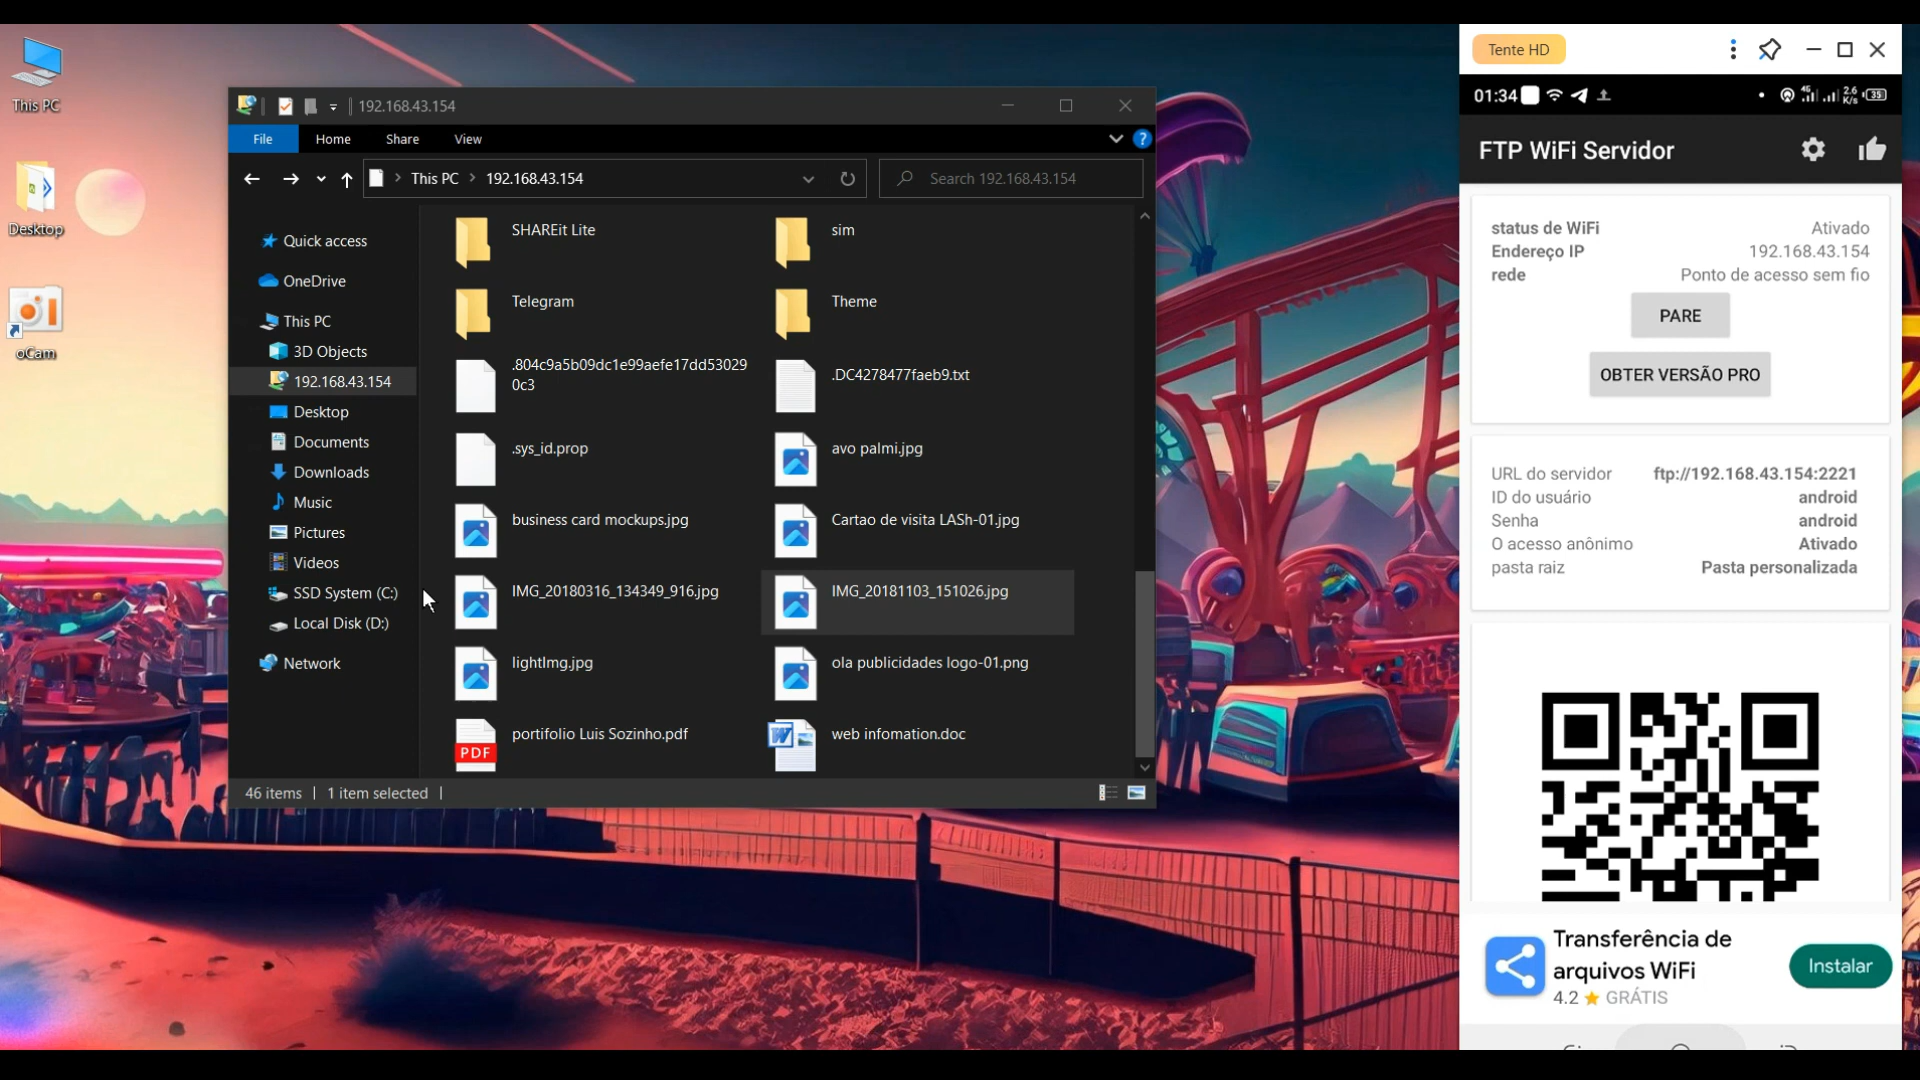 This PC
Desktop
oCam
192.168.43.154
File
Home
Share
View
This PC
192.168.43.154
Search 192.168.43.154
Quick access
OneDrive
This PC
3D Objects
192.168.43.154
Desktop
Documents
Downloads
Music
Pictures
Videos
SSD System (C:)
Local Disk (D:)
Network
SHAREit Lite
sim
Telegram
Theme
.804c9a5b09dc1e99aefe17dd53029
0c3
.DC4278477faeb9.txt
.sys_id.prop
avo palmi.jpg
business card mockups.jpg
Cartao de visita LASh-01.jpg
IMG_20180316_134349_916.jpg
IMG_20181103_151026.jpg
lightImg.jpg
ola publicidades logo-01.png
PDF
portifolio Luis Sozinho.pdf
web infomation.doc
46 items
1 item selected
Tente HD
01:34
4G
2.6
K/s
35
FTP WiFi Servidor
status de WiFi Ativado
Endereço IP 192.168.43.154
rede Ponto de acesso sem fio
PARE
OBTER VERSÃO PRO
URL do servidor ftp://192.168.43.154:2221
ID do usuário android
Senha android
O acesso anônimo Ativado
pasta raiz Pasta personalizada
Transferência de
arquivos WiFi
4.2 ★ GRÁTIS
Instalar